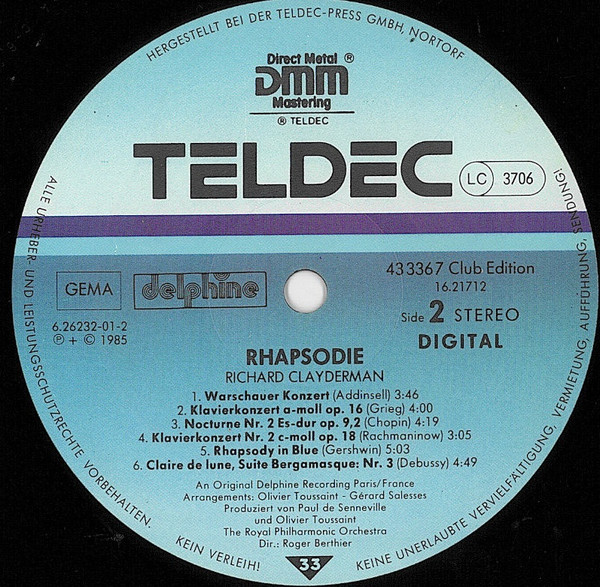 HERGESTELLT BEI DER TELDEC-PRESS GMBH, NORTORF
Direct Metal ®
DMM
Mastering
® TELDEC
TELDEC
LC 3706
GEMA
delphine
433367 Club Edition
16.21712
6.26232-01-2
℗ + © 1985
Side 2 STEREO
DIGITAL
RHAPSODIE
RICHARD CLAYDERMAN
1. Warschauer Konzert (Addinsell) 3:46
2. Klavierkonzert a-moll op. 16 (Grieg) 4:00
3. Nocturne Nr. 2 Es-dur op. 9,2 (Chopin) 4:19
4. Klavierkonzert Nr. 2 c-moll op. 18 (Rachmaninow) 3:05
5. Rhapsody in Blue (Gershwin) 5:03
6. Claire de lune, Suite Bergamasque: Nr. 3 (Debussy) 4:49
An Original Delphine Recording Paris/France
Arrangements: Olivier Toussaint - Gérard Salesses
Produziert von Paul de Senneville
und Olivier Toussaint
The Royal Philharmonic Orchestra
Dir.: Roger Berthier
33
ALLE URHEBER- UND LEISTUNGSSCHUTZRECHTE VORBEHALTEN.
KEIN VERLEIH!
KEINE UNERLAUBTE VERVIELFÄLTIGUNG, VERMIETUNG, AUFFÜHRUNG, SENDUNG!